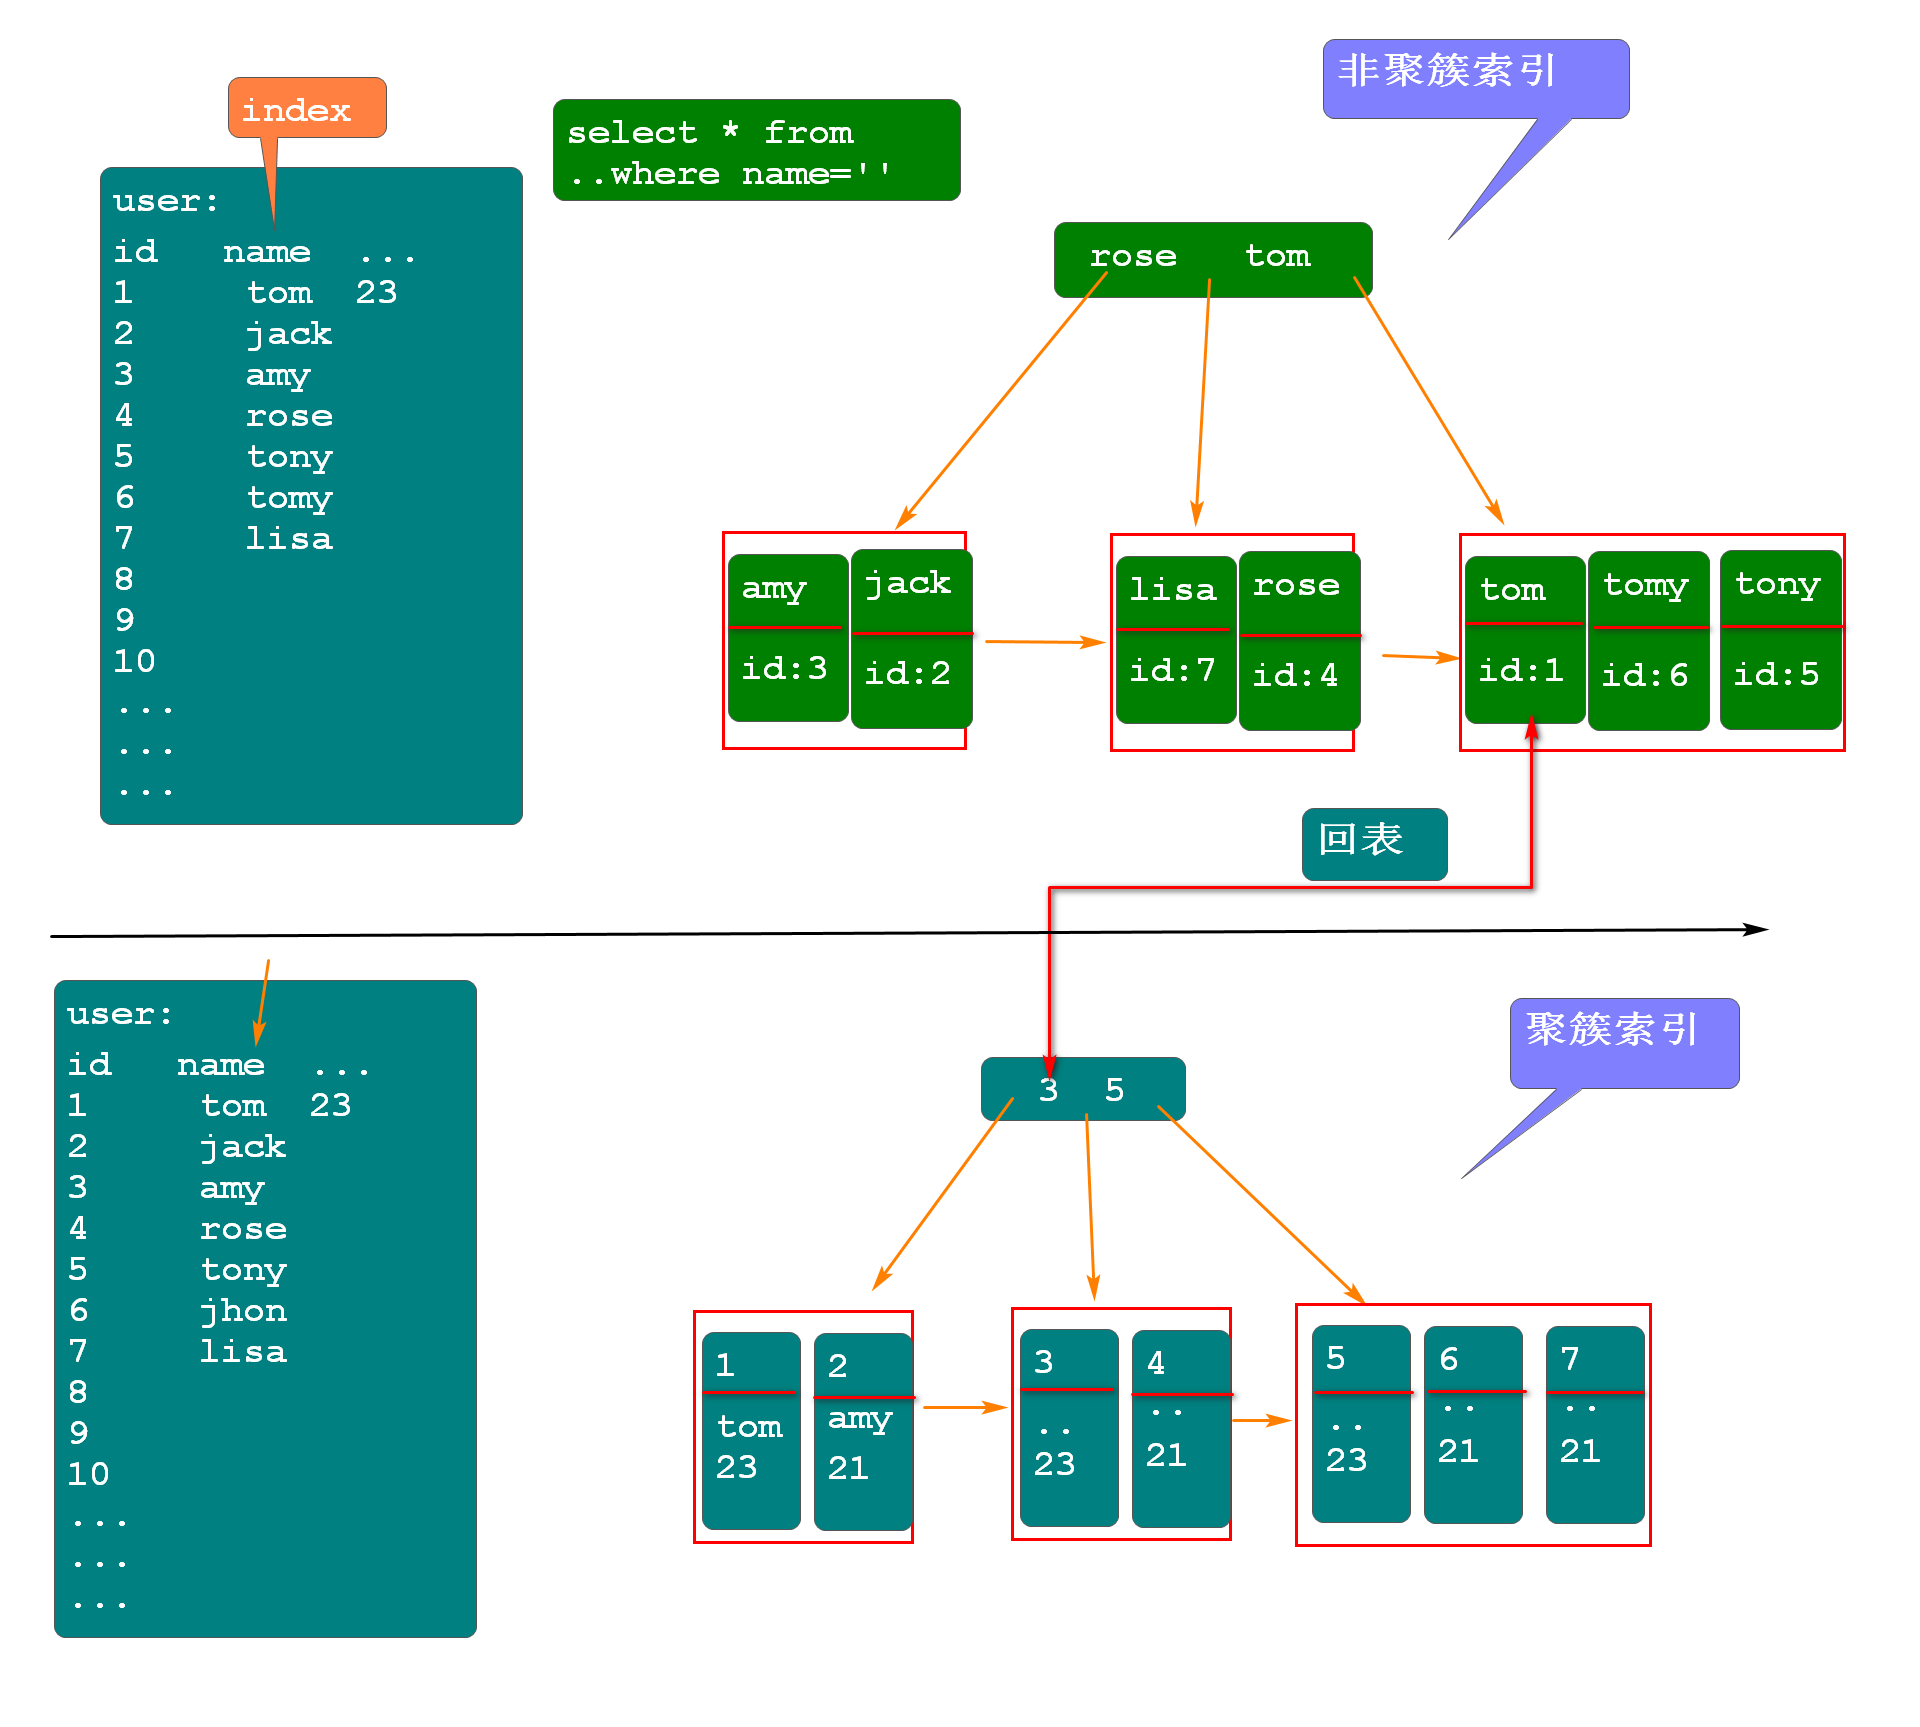 index
select * from
..where name=''
非聚簇索引
user:
id name ...
1 tom 23
2 jack
3 amy
4 rose
5 tony
6 tomy
7 lisa
8
9
10
...
...
...
rose tom
amy
id:3
jack
id:2
lisa
id:7
rose
id:4
tom
id:1
tomy
id:6
tony
id:5
回表
user:
id name ...
1 tom 23
2 jack
3 amy
4 rose
5 tony
6 jhon
7 lisa
8
9
10
...
...
...
聚簇索引
3 5
1
tom
23
2
amy
21
3
..
23
4
..
21
5
..
23
6
..
21
7
..
21